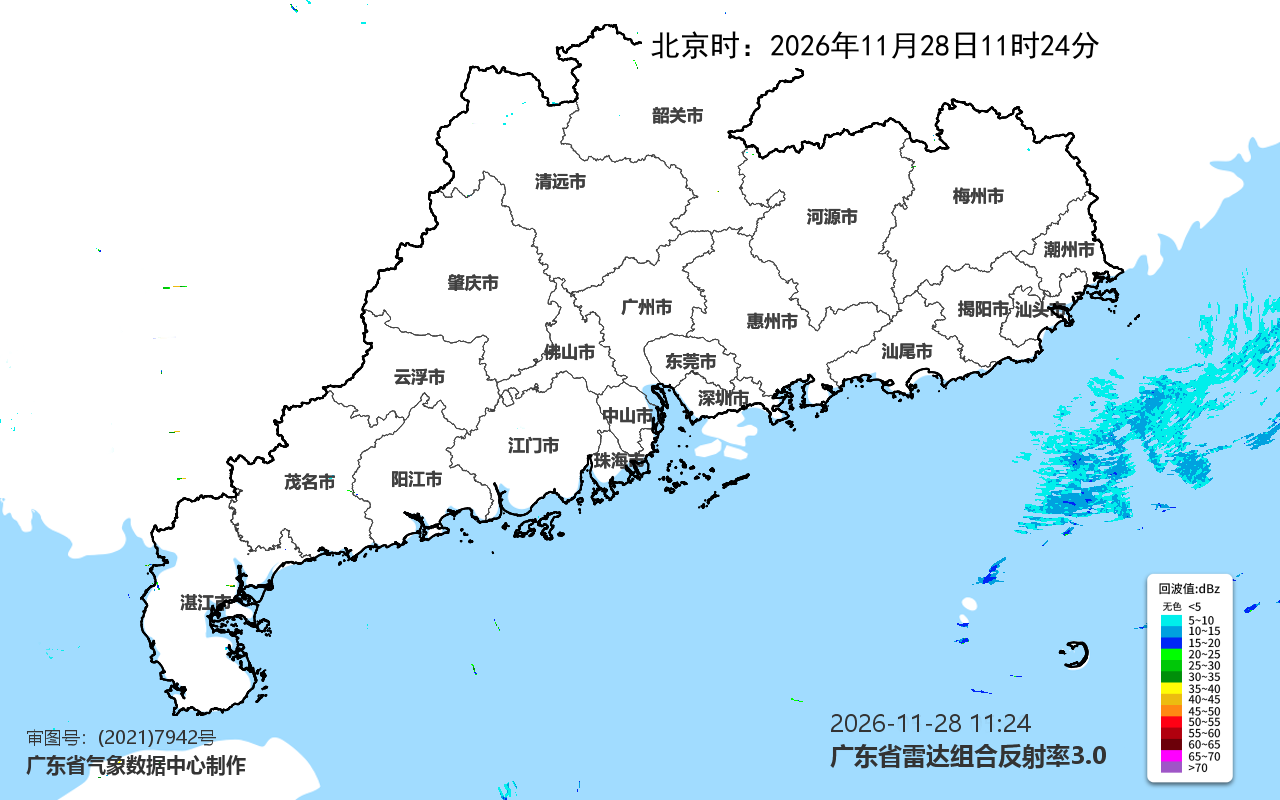 北京时：2026年11月28日11时24分
韶关市
清远市
梅州市
河源市
潮州市
肇庆市
广州市
揭阳市
汕头市
惠州市
佛山市
汕尾市
东莞市
云浮市
深圳市
中山市
江门市
珠海市
阳江市
茂名市
湛江市
回波值:dBz
无色 <5
5~10
10~15
15~20
20~25
25~30
30~35
35~40
40~45
45~50
50~55
55~60
60~65
65~70
>70
2026-11-28 11:24
广东省雷达组合反射率3.0
审图号：(2021)7942号
广东省气象数据中心制作